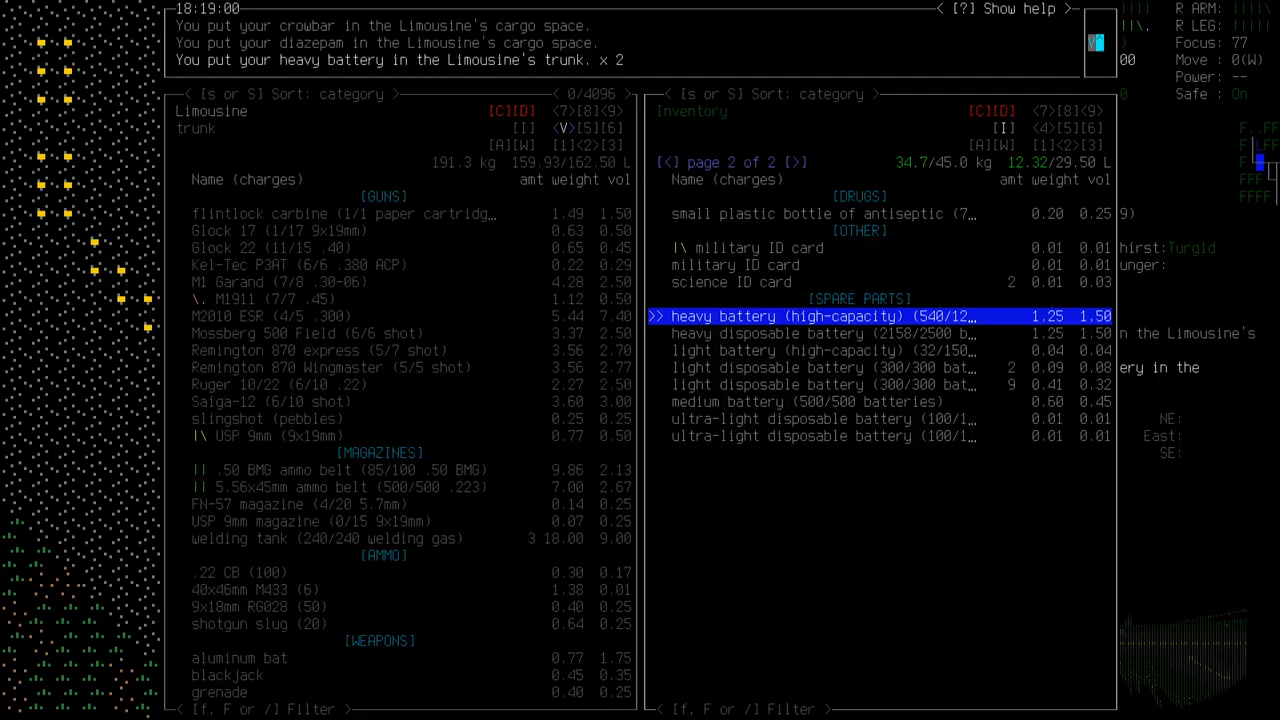 18:19:00
< [?] Show help >
You put your crowbar in the Limousine's cargo space.
You put your diazepam in the Limousine's cargo space.
You put your heavy battery in the Limousine's trunk. x 2
V^
R ARM:
R LEG:
Focus: 77
00 Move : 0(W)
Power: --
0 Safe : On
< [s or S] Sort: category > < 0/4096 >
Limousine [C][D] <7>[8]<9>
trunk [I] <V>[5][6]
[A][W] [1]<2>[3]
191.3 kg 159.93/162.50 L
Name (charges) amt weight vol
[GUNS]
flintlock carbine (1/1 paper cartridg… 1.49 1.50
Glock 17 (1/17 9x19mm) 0.63 0.50
Glock 22 (11/15 .40) 0.65 0.45
Kel-Tec P3AT (6/6 .380 ACP) 0.22 0.29
M1 Garand (7/8 .30-06) 4.28 2.50
\. M1911 (7/7 .45) 1.12 0.50
M2010 ESR (4/5 .300) 5.44 7.40
Mossberg 500 Field (6/6 shot) 3.37 2.70
Remington 870 express (5/7 shot) 3.56 2.70
Remington 870 Wingmaster (5/5 shot) 3.56 2.77
Ruger 10/22 (6/10 .22) 2.27 2.50
Saiga-12 (6/10 shot) 3.60 3.00
slingshot (pebbles) 0.25 0.25
|\ USP 9mm (9x19mm) 0.77 0.50
[MAGAZINES]
|| .50 BMG ammo belt (85/100 .50 BMG) 9.86 2.13
|| 5.56x45mm ammo belt (500/500 .223) 7.00 2.67
FN-57 magazine (4/20 5.7mm) 0.14 0.25
USP 9mm magazine (0/15 9x19mm) 0.07 0.25
welding tank (240/240 welding gas) 3 18.00 9.00
[AMMO]
.22 CB (100) 0.30 0.17
40x46mm M433 (6) 1.38 0.01
9x18mm RG028 (50) 0.40 0.25
shotgun slug (20) 0.64 0.25
[WEAPONS]
aluminum bat 0.77 1.75
blackjack 0.45 0.35
grenade 0.40 0.25
< [f, F or /] Filter >
< [s or S] Sort: category >
Inventory [C][D] <7>[8]<9>
[I] <4>[5][6]
[A][W] [1]<2>[3]
[<] page 2 of 2 [>] 34.7/45.0 kg 12.32/29.50 L
Name (charges) amt weight vol
[DRUGS]
small plastic bottle of antiseptic (7… 0.20 0.25
[OTHER]
|\ military ID card 0.01 0.01
military ID card 0.01 0.01
science ID card 2 0.01 0.03
[SPARE PARTS]
>> heavy battery (high-capacity) (540/12… 1.25 1.50
heavy disposable battery (2158/2500 b… 1.25 1.50
light battery (high-capacity) (32/150… 0.04 0.04
light disposable battery (300/300 bat… 2 0.09 0.08
light disposable battery (300/300 bat… 9 0.41 0.32
medium battery (500/500 batteries) 0.60 0.45
ultra-light disposable battery (100/1… 0.01 0.01
ultra-light disposable battery (100/1… 0.01 0.01
< [f, F or /] Filter >
9)
hirst:Turgid
unger:
n the Limousine's
ery in the
NE:
East:
SE: